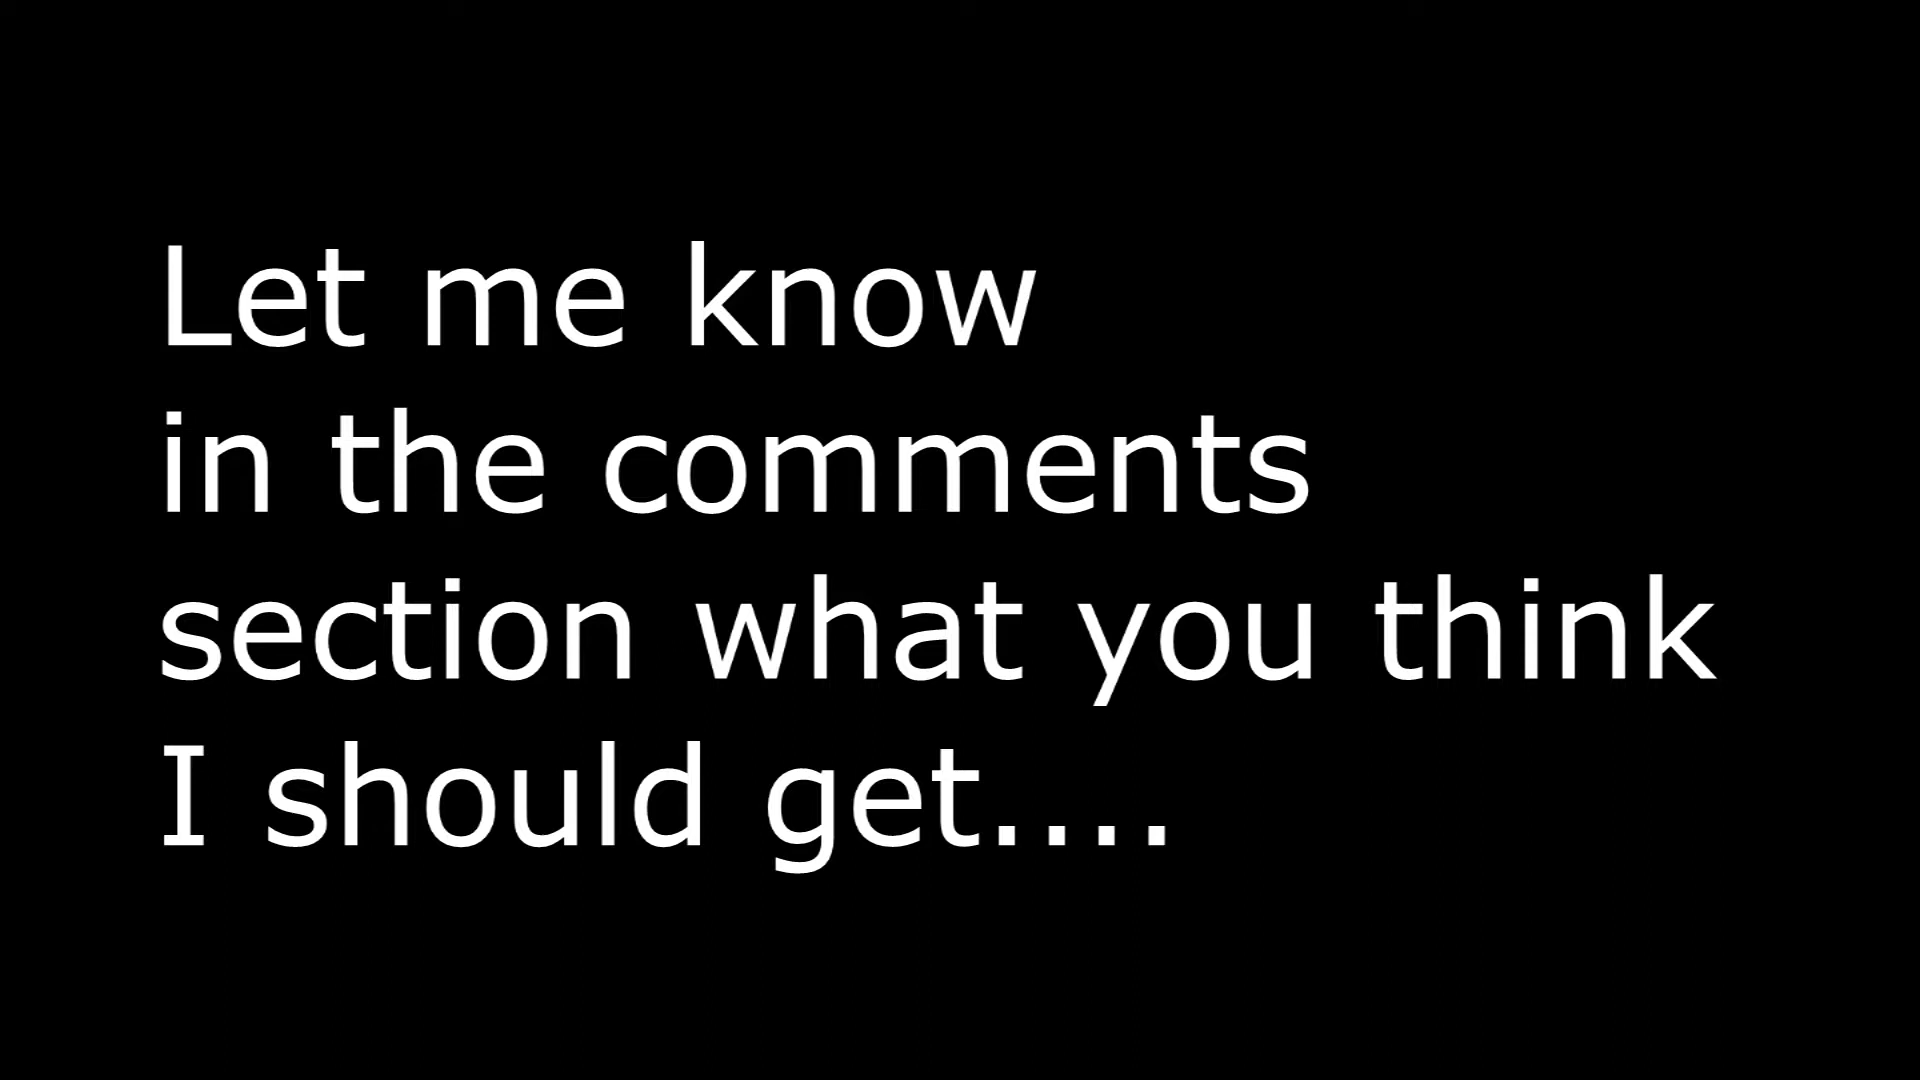 Let me know
in the comments
section what you think
I should get....